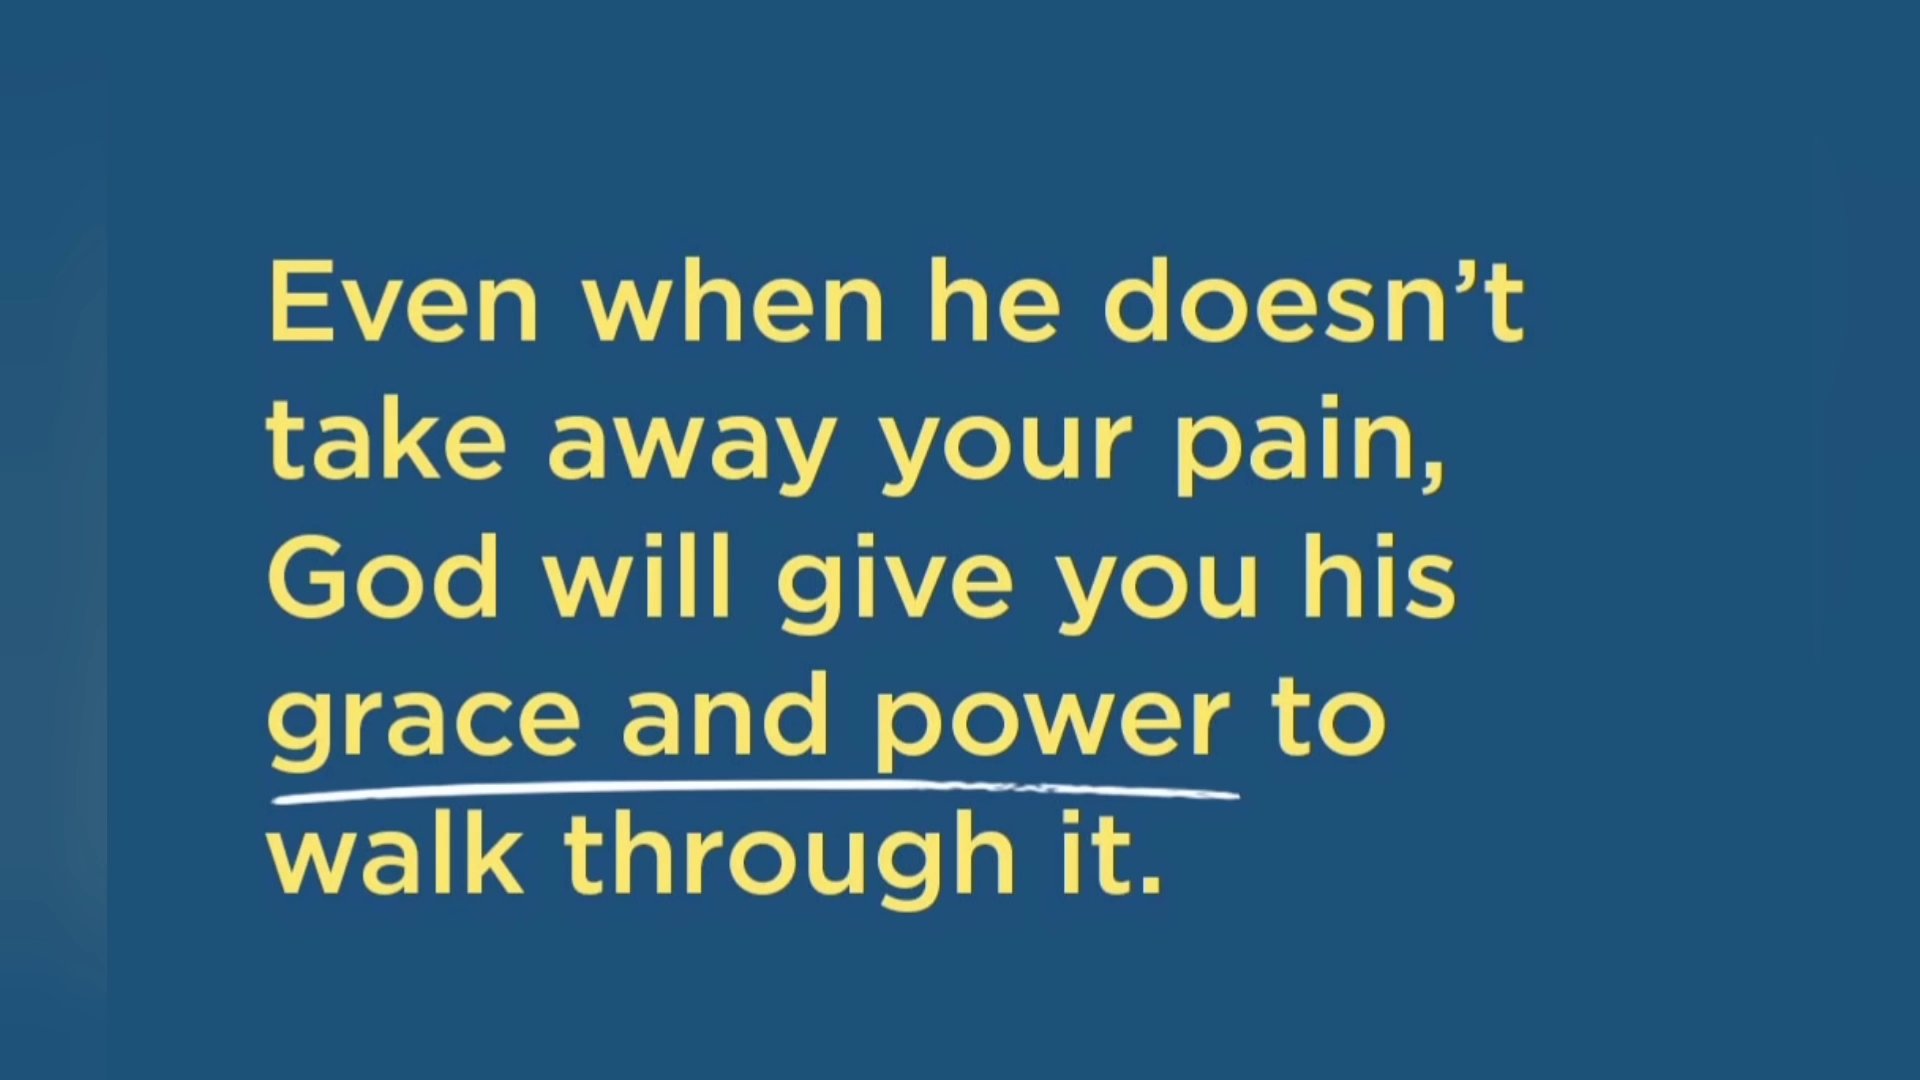 Even when he doesn’t
take away your pain,
God will give you his
grace and power to
walk through it.